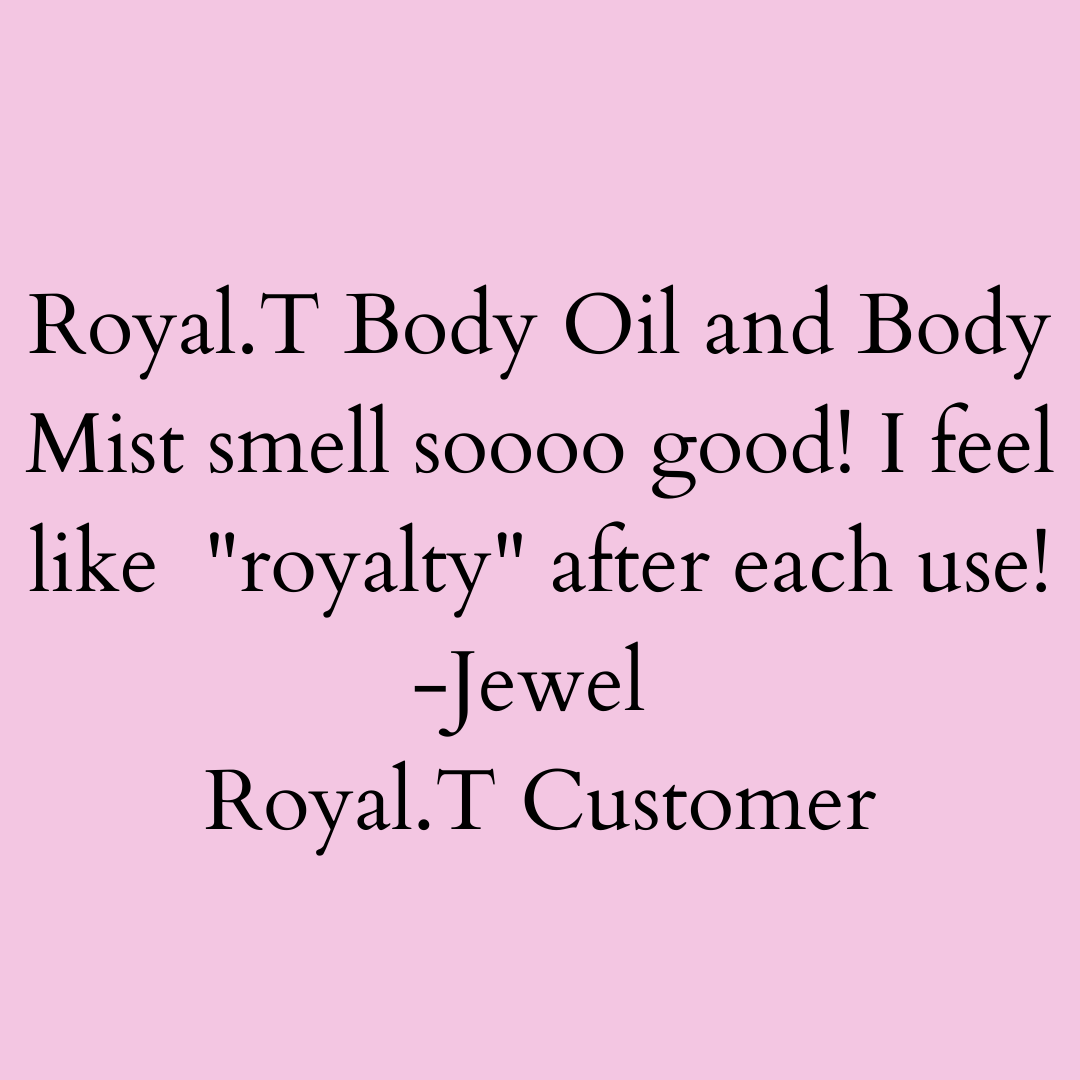 Royal.T Body Oil and Body
Mist smell soooo good! I feel
like  "royalty" after each use!
-Jewel
Royal.T Customer